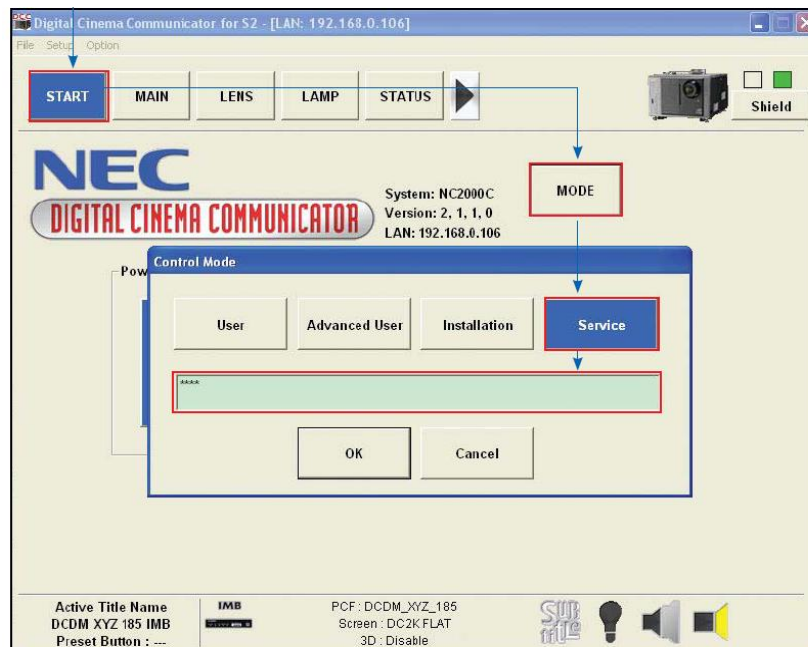 Digital Cinema Communicator for S2 - [LAN: 192.168.0.106]
File Setup Option
START MAIN LENS LAMP STATUS
Shield
NEC
DIGITAL CINEMA COMMUNICATOR
System: NC2000C
Version: 2, 1, 1, 0
LAN: 192.168.0.106
MODE
Pow
Control Mode
User Advanced User Installation Service
****
OK Cancel
Active Title Name
DCDM XYZ 185 IMB
Preset Button : ---
IMB
PCF : DCDM_XYZ_185
Screen : DC2K FLAT
3D : Disable
SUB
TITLE